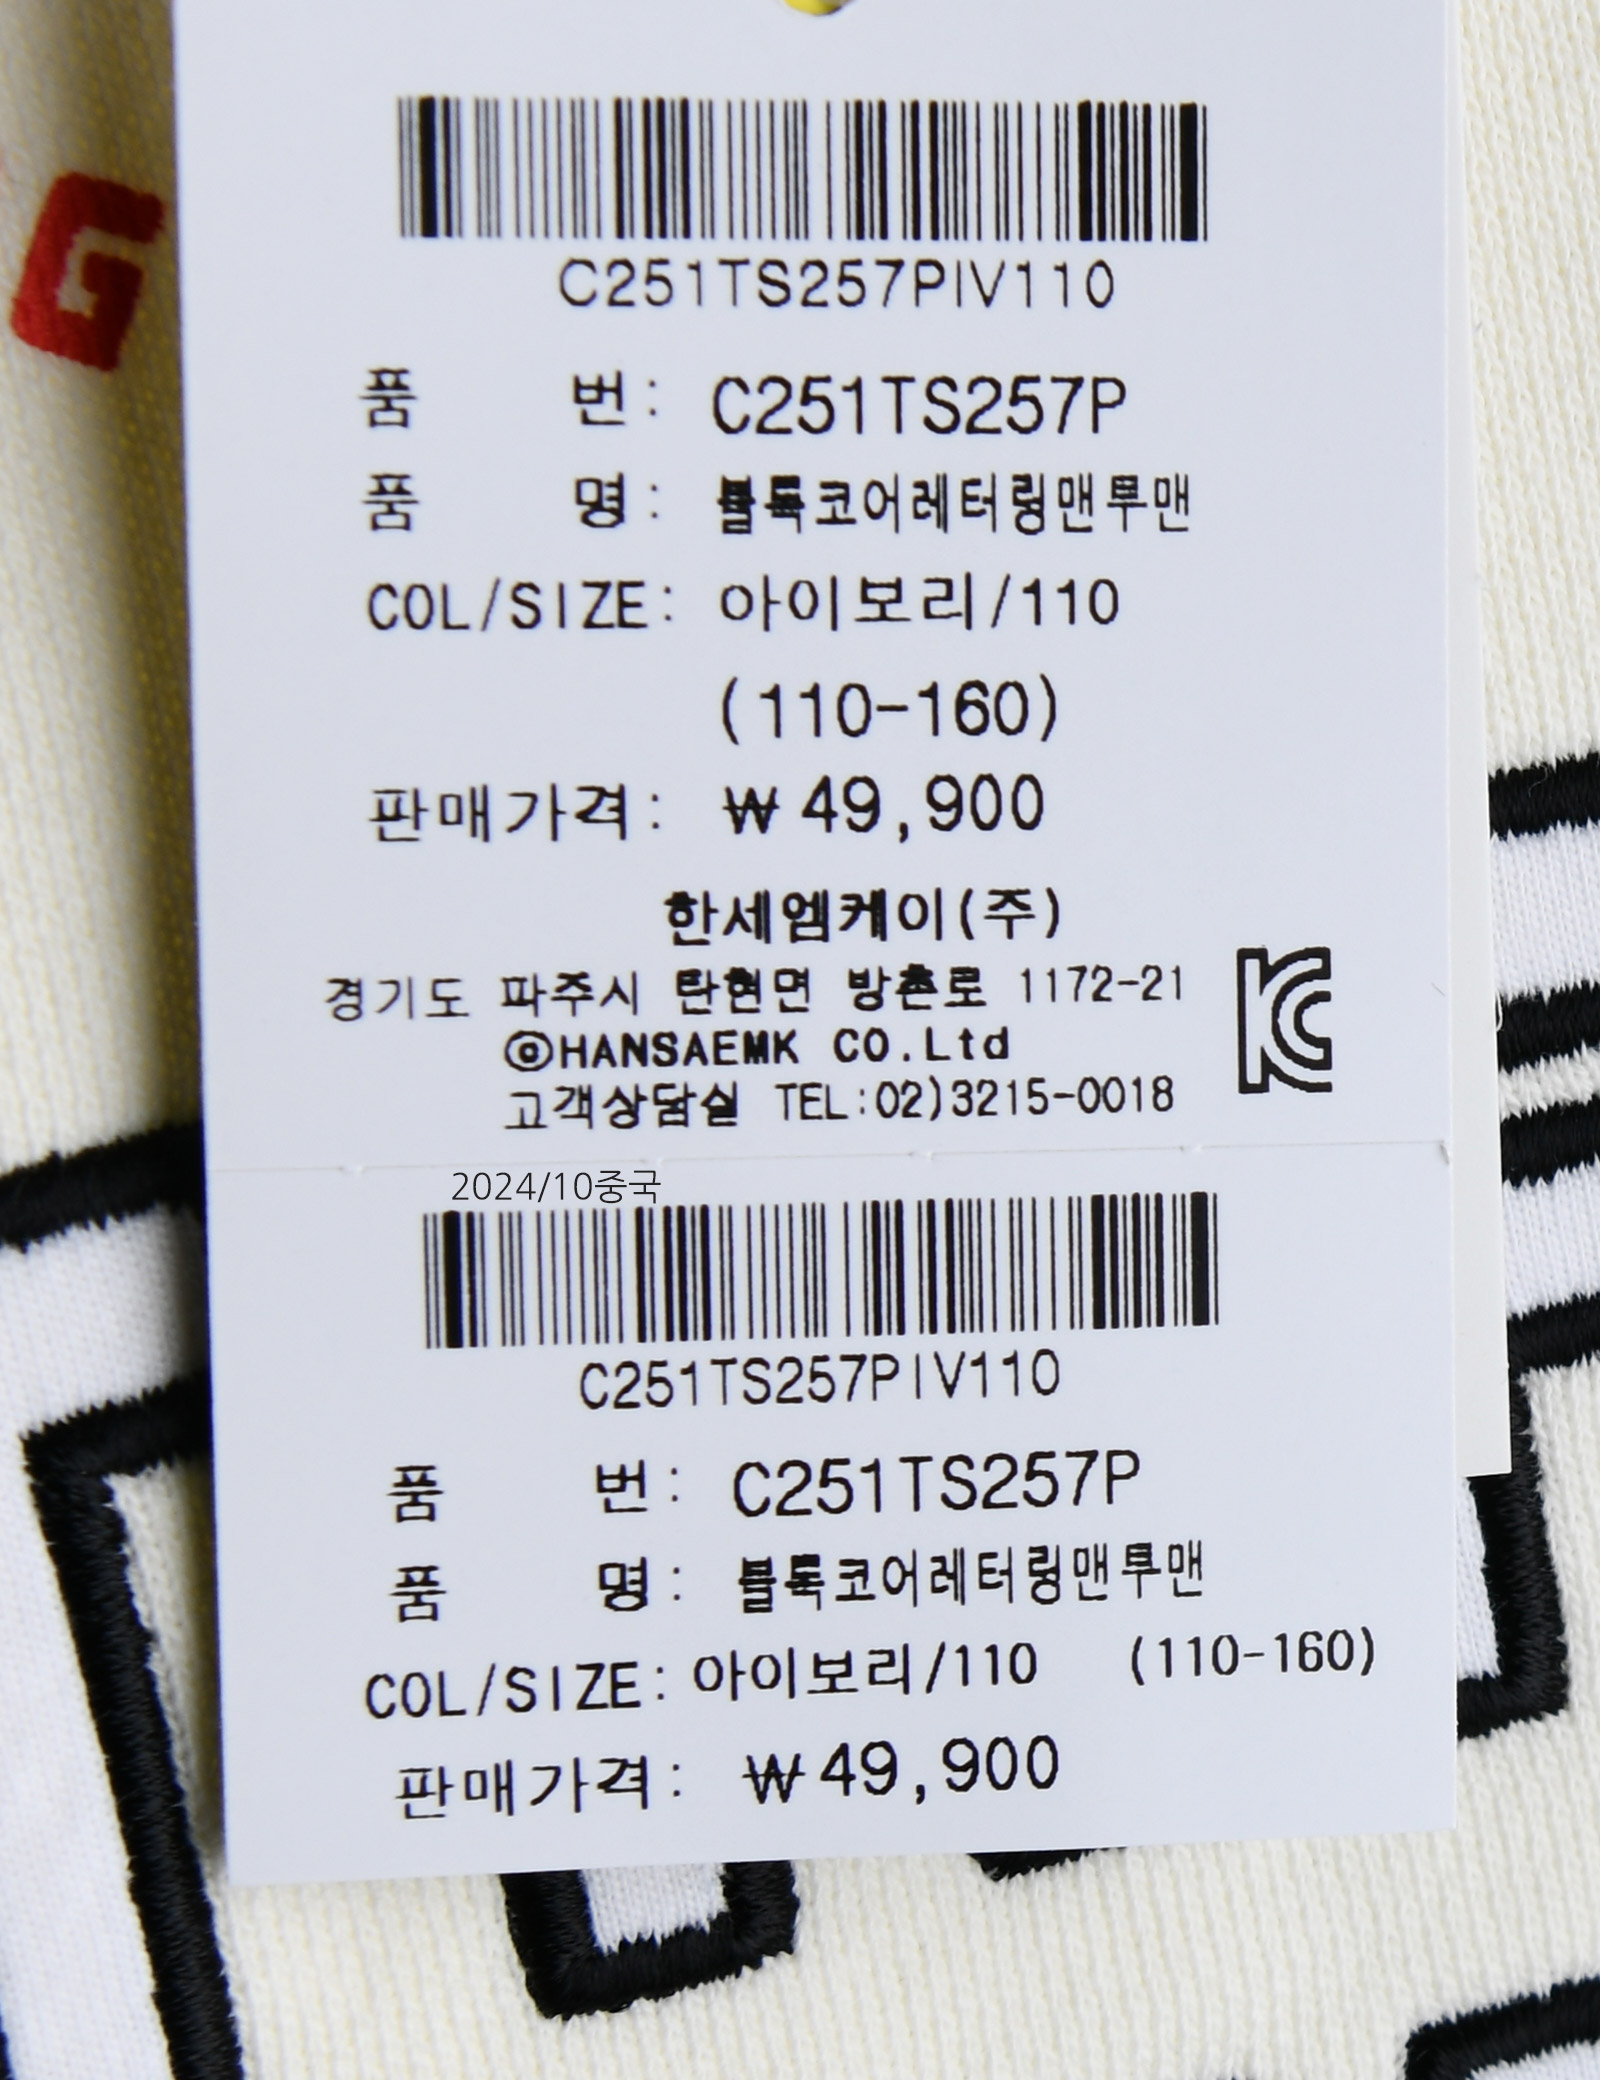 G
C251TS257PIV110
품 번: C251TS257P
품 명: 블록코어레터링맨투맨
COL/SIZE: 아이보리/110
(110-160)
판매가격: ₩49,900
한세엠케이(주)
경기도 파주시 탄현면 방촌로 1172-21
ⓒHANSAEMK CO.Ltd
고객상담실 TEL:02)3215-0018
2024/10중국
C251TS257PIV110
품 번: C251TS257P
품 명: 블록코어레터링맨투맨
COL/SIZE: 아이보리/110 (110-160)
판매가격: ₩49,900